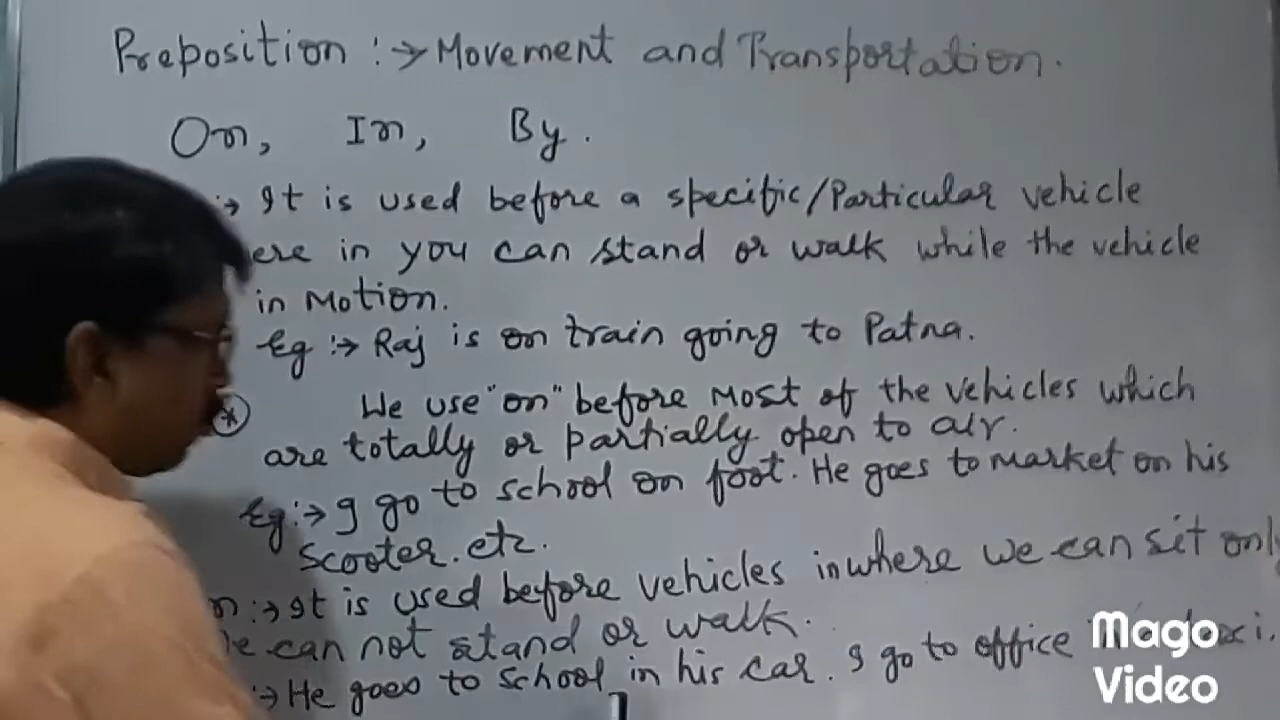 Preposition :→ Movement and Transportation.
On, In, By.
:→ It is used before a specific/Particular vehicle
ere in you can stand or walk while the vehicle
in Motion.
Eg :→ Raj is on train going to Patna.
* We use "on" before most of the vehicles which
are totally or partially open to air.
Eg :→ I go to school on foot. He goes to market on his
Scooter. etc.
n :→ It is used before vehicles in where we can sit only
e can not stand or walk.
:→ He goes to school in his car. I go to office
Mago
Video